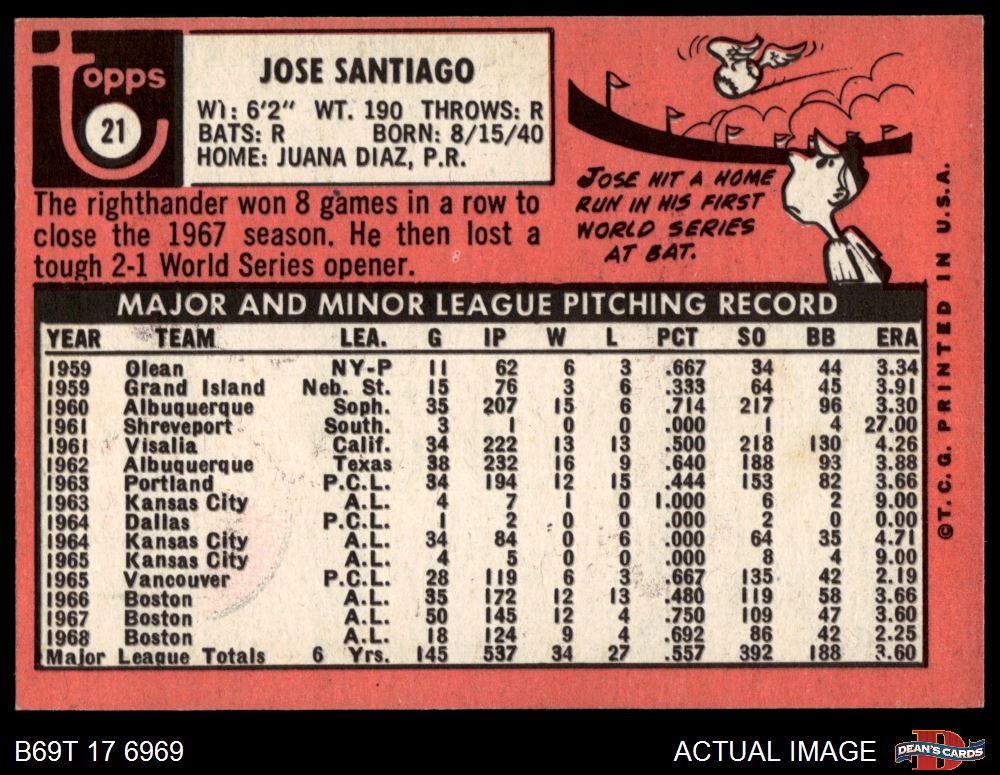 topps
21
JOSE SANTIAGO
WT: 6'2" WT. 190 THROWS: R
BATS: R BORN: 8/15/40
HOME: JUANA DIAZ, P.R.
The righthander won 8 games in a row to
close the 1967 season. He then lost a
tough 2-1 World Series opener.
8
JOSE HIT A HOME
RUN IN HIS FIRST
WORLD SERIES
AT BAT.
MAJOR AND MINOR LEAGUE PITCHING RECORD
YEAR TEAM LEA. G IP W L PCT SO BB ERA
1959 Olean NY-P 11 62 6 3 .667 34 44 3.34
1959 Grand Island Neb. St. 15 76 3 6 .333 64 45 3.91
1960 Albuquerque Soph. 35 207 15 6 .714 217 96 3.30
1961 Shreveport South. 3 1 0 0 .000 1 4 27.00
1961 Visalia Calif. 34 222 13 13 .500 218 130 4.26
1962 Albuquerque Texas 38 232 16 9 .640 188 93 3.88
1963 Portland P.C.L. 34 194 12 15 .444 153 82 3.66
1963 Kansas City A.L. 4 7 1 0 1.000 6 2 9.00
1964 Dallas P.C.L. 1 2 0 0 .000 2 0 0.00
1964 Kansas City A.L. 34 84 0 6 .000 64 35 4.71
1965 Kansas City A.L. 4 5 0 0 .000 8 4 9.00
1965 Vancouver P.C.L. 28 119 6 3 .667 135 42 2.19
1966 Boston A.L. 35 172 12 13 .480 119 58 3.66
1967 Boston A.L. 50 145 12 4 .750 109 47 3.60
1968 Boston A.L. 18 124 9 4 .692 86 42 2.25
Major League Totals 6 Yrs. 145 537 34 27 .557 392 188 3.60
©T.C.G. PRINTED IN U.S.A.
B69T 17 6969
ACTUAL IMAGE
D
DEAN'S CARDS